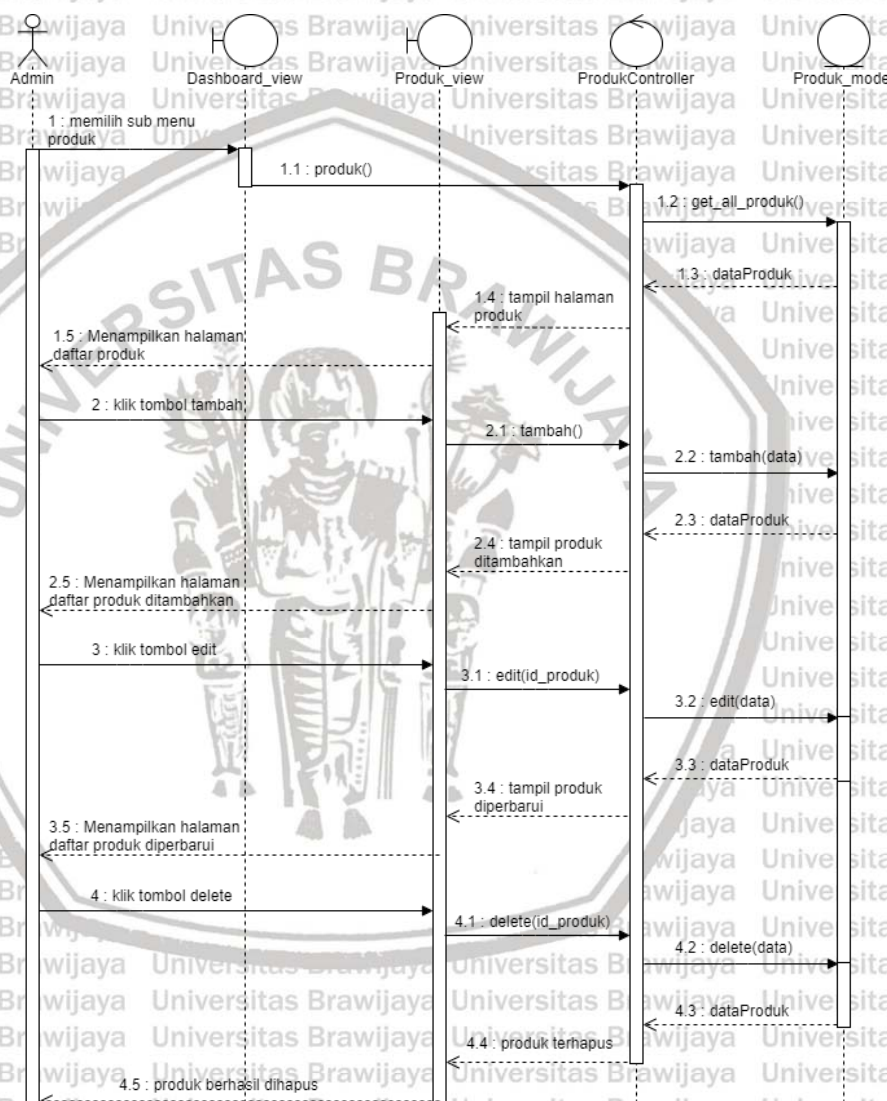 Admin
Dashboard_view
Produk_view
ProdukController
Produk_mode
1 : memilih sub menu
produk
1.1 : produk()
1.2 : get_all_produk()
1.3 : dataProduk
1.4 : tampil halaman
produk
1.5 : Menampilkan halaman
daftar produk
2 : klik tombol tambah
2.1 : tambah()
2.2 : tambah(data)
2.3 : dataProduk
2.4 : tampil produk
ditambahkan
2.5 : Menampilkan halaman
daftar produk ditambahkan
3 : klik tombol edit
3.1 : edit(id_produk)
3.2 : edit(data)
3.3 : dataProduk
3.4 : tampil produk
diperbarui
3.5 : Menampilkan halaman
daftar produk diperbarui
4 : klik tombol delete
4.1 : delete(id_produk)
4.2 : delete(data)
4.3 : dataProduk
4.4 : produk terhapus
4.5 : produk berhasil dihapus
UNIVERSITAS BRAWIJAYA
Universitas Brawijaya